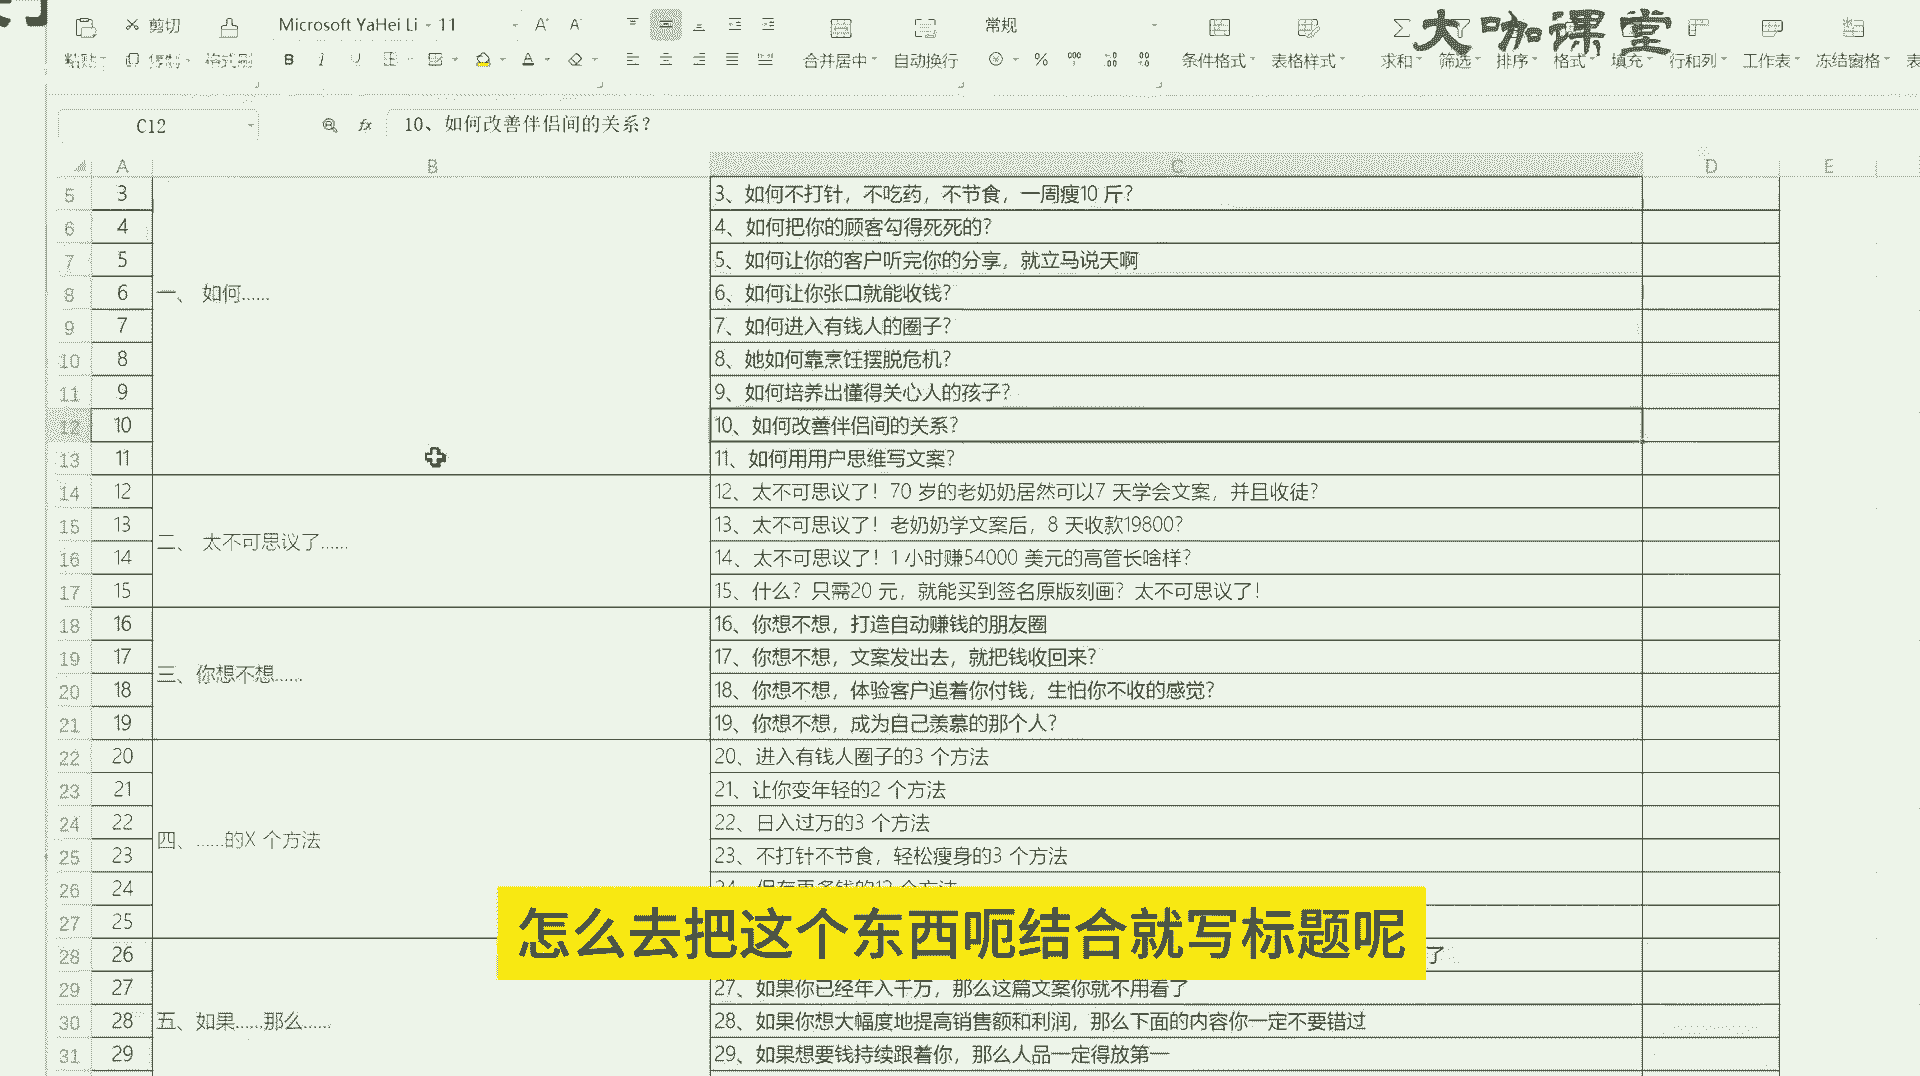 大咖课堂
剪切
Microsoft YaHei Li
11
常规
粘贴
复制
格式刷
B
I
U
A
合并居中
自动换行
%
条件格式
表格样式
求和
筛选
排序
格式
填充
行和列
工作表
冻结窗格
表
C12
fx
10、如何改善伴侣间的关系?
A
B
C
D
E
5 3 3、如何不打针，不吃药，不节食，一周瘦10 斤?
6 4 4、如何把你的顾客勾得死死的?
7 5 5、如何让你的客户听完你的分享，就立马说天啊
8 6 一、 如何...... 6、如何让你张口就能收钱?
9 7 7、如何进入有钱人的圈子?
10 8 8、她如何靠烹饪摆脱危机?
11 9 9、如何培养出懂得关心人的孩子?
12 10 10、如何改善伴侣间的关系?
13 11 11、如何用用户思维写文案?
14 12 12、太不可思议了！70 岁的老奶奶居然可以7 天学会文案，并且收徒?
15 13 二、 太不可思议了...... 13、太不可思议了！老奶奶学文案后，8 天收款19800?
16 14 14、太不可思议了！1 小时赚54000 美元的高管长啥样?
17 15 15、什么？只需20 元，就能买到签名原版刻画？太不可思议了！
18 16 16、你想不想，打造自动赚钱的朋友圈
19 17 三、你想不想...... 17、你想不想，文案发出去，就把钱收回来?
20 18 18、你想不想，体验客户追着你付钱，生怕你不收的感觉?
21 19 19、你想不想，成为自己羡慕的那个人?
22 20 20、进入有钱人圈子的3 个方法
23 21 21、让你变年轻的2 个方法
24 22 四、......的X 个方法 22、日入过万的3 个方法
25 23 23、不打针不节食，轻松瘦身的3 个方法
26 24
27 25
怎么去把这个东西呃结合就写标题呢
28 26 了
29 27 27、如果你已经年入千万，那么这篇文案你就不用看了
30 28 五、如果......那么...... 28、如果你想大幅度地提高销售额和利润，那么下面的内容你一定不要错过
31 29 29、如果想要钱持续跟着你，那么人品一定得放第一